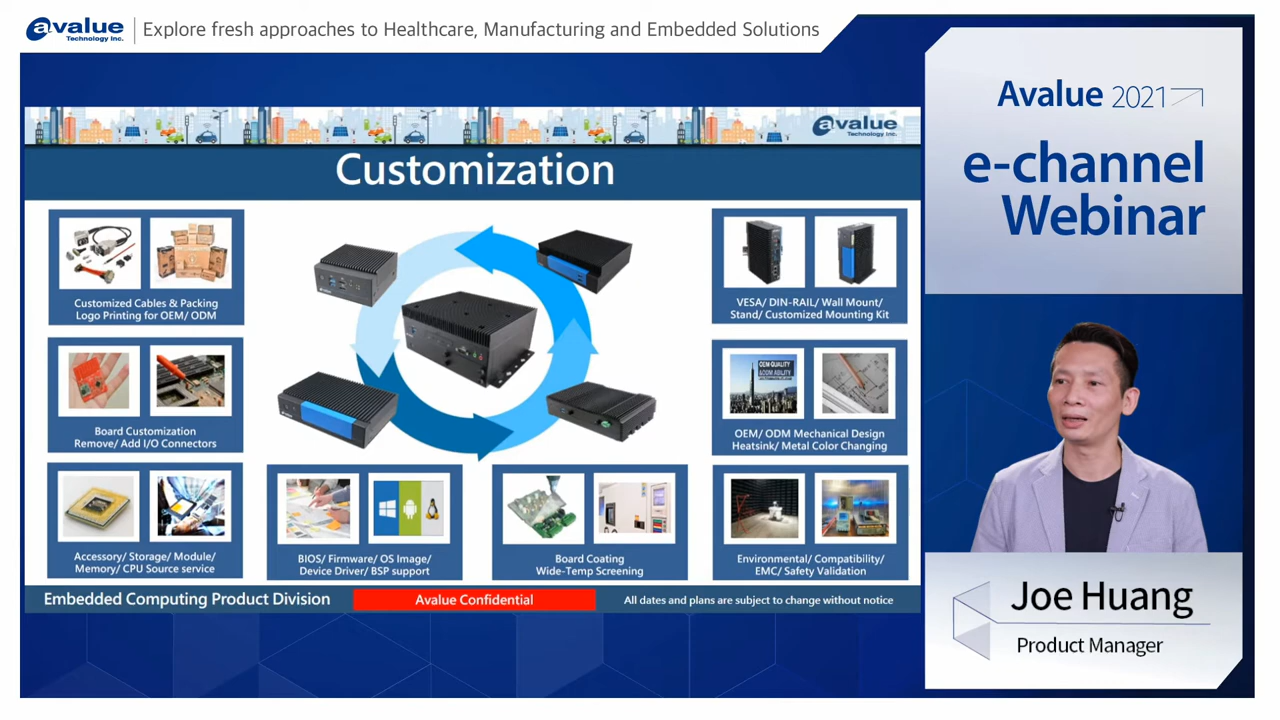 avalue
Technology Inc.
Explore fresh approaches to Healthcare, Manufacturing and Embedded Solutions
Avalue 2021
e-channel
Webinar
avalue
Technology Inc.
Customization
Customized Cables & Packing
Logo Printing for OEM/ ODM
VESA/ DIN-RAIL/ Wall Mount/
Stand/ Customized Mounting Kit
Board Customization
Remove/ Add I/O Connectors
OEM-QUALITY
&ODM ABILITY
OEM/ ODM Mechanical Design
Heatsink/ Metal Color Changing
Accessory/ Storage/ Module/
Memory/ CPU Source service
BIOS/ Firmware/ OS Image/
Device Driver/ BSP support
Board Coating
Wide-Temp Screening
Environmental/ Compatibility/
EMC/ Safety Validation
Embedded Computing Product Division
Avalue Confidential
All dates and plans are subject to change without notice
Joe Huang
Product Manager